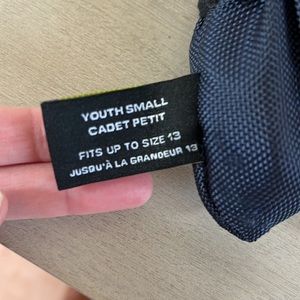 YOUTH SMALL
CADET PETIT
FITS UP TO SIZE 13
JUSQU'À LA GRANDEUR 13